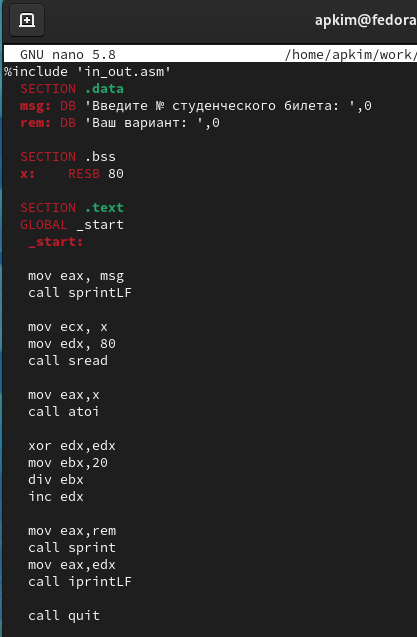 apkim@fedora
GNU nano 5.8 /home/apkim/work/
%include 'in_out.asm'
SECTION .data
msg: DB 'Введите № студенческого билета: ',0
rem: DB 'Ваш вариант: ',0
SECTION .bss
x: RESB 80
SECTION .text
GLOBAL _start
_start:
mov eax, msg
call sprintLF
mov ecx, x
mov edx, 80
call sread
mov eax,x
call atoi
xor edx,edx
mov ebx,20
div ebx
inc edx
mov eax,rem
call sprint
mov eax,edx
call iprintLF
call quit